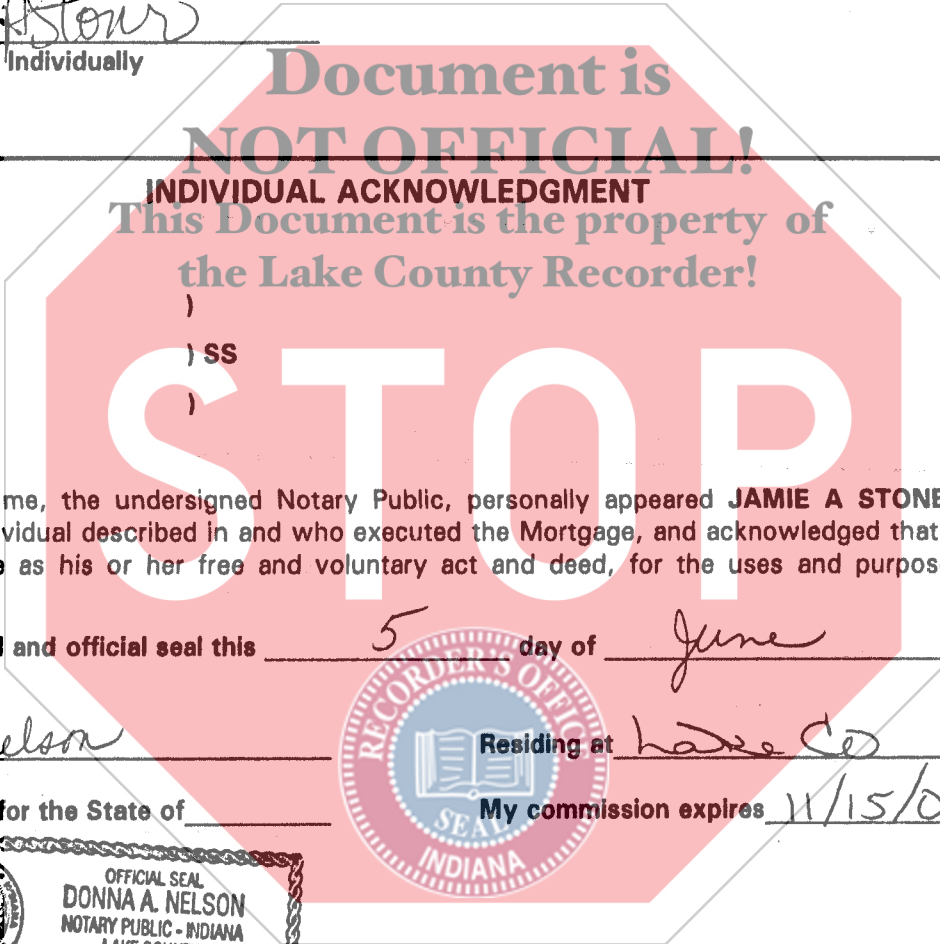 Individually
Document is
NOT OFFICIAL!
INDIVIDUAL ACKNOWLEDGMENT
This Document is the property of
the Lake County Recorder!
)
) SS
)
STOP
me, the undersigned Notary Public, personally appeared JAMIE A STONE
vidual described in and who executed the Mortgage, and acknowledged that
e as his or her free and voluntary act and deed, for the uses and purpos
and official seal this 5 day of June
elson Residing at Lake Co
for the State of My commission expires 11/15/0
RECORDER'S OFFIC
SEAL
INDIANA
OFFICIAL SEAL
DONNA A. NELSON
NOTARY PUBLIC - INDIANA